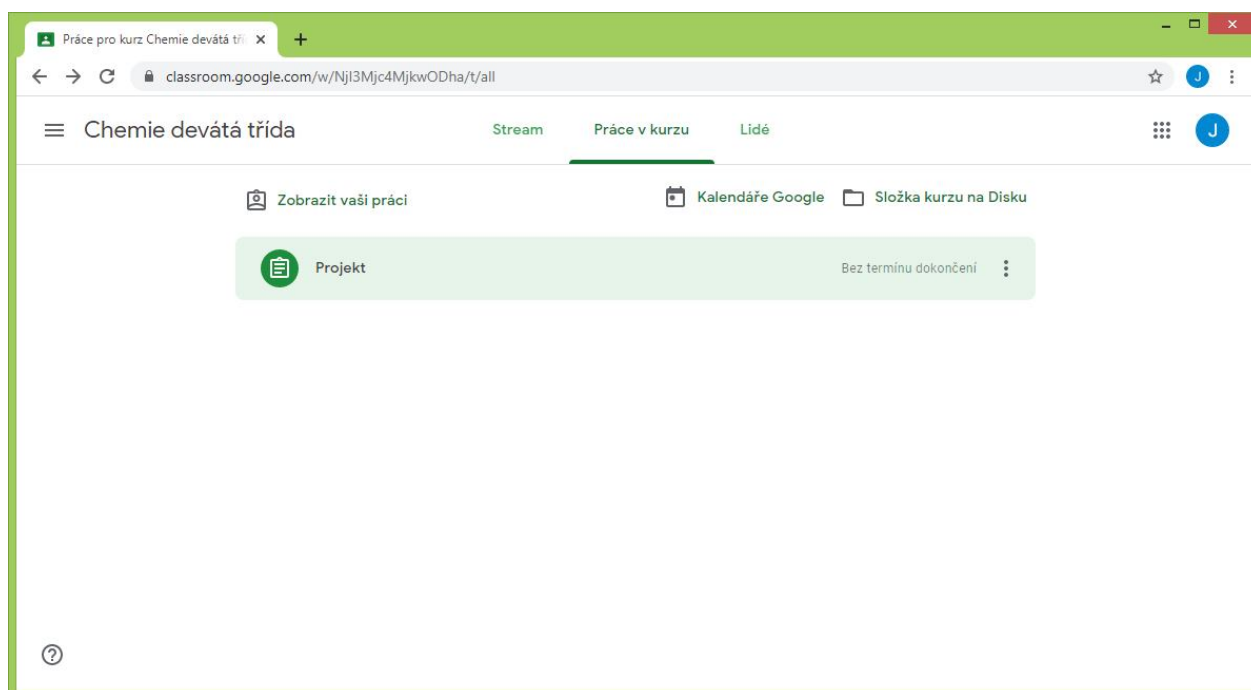 Práce pro kurz Chemie devátá tří
classroom.google.com/w/NjI3Mjc4MjkwODha/t/all
J
Chemie devátá třída
Stream
Práce v kurzu
Lidé
J
Zobrazit vaši práci
Kalendáře Google
Složka kurzu na Disku
Projekt
Bez termínu dokončení